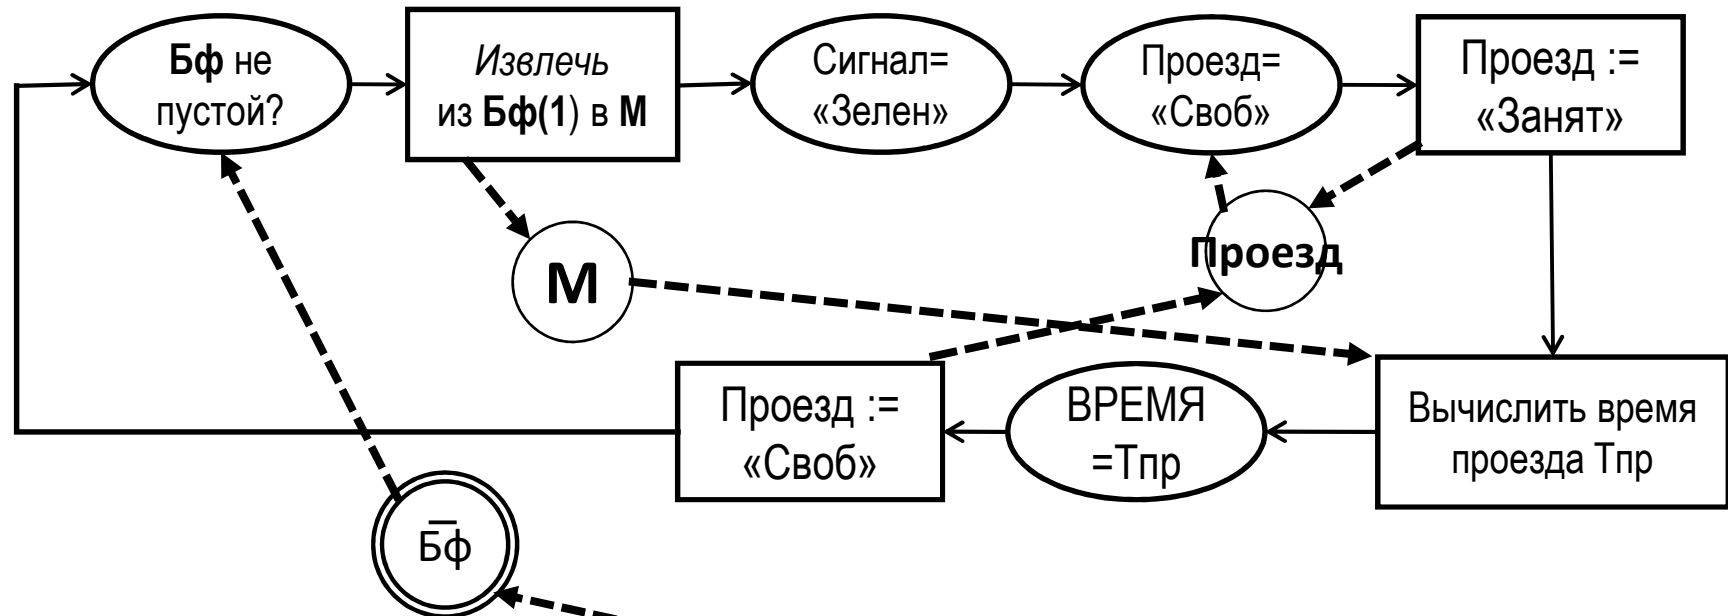 Бф не
пустой?
Извлечь
из Бф(1) в М
Сигнал=
«Зелен»
Проезд=
«Своб»
Проезд :=
«Занят»
М
Проезд
Проезд :=
«Своб»
ВРЕМЯ
=Тпр
Вычислить время
проезда Тпр
Бф